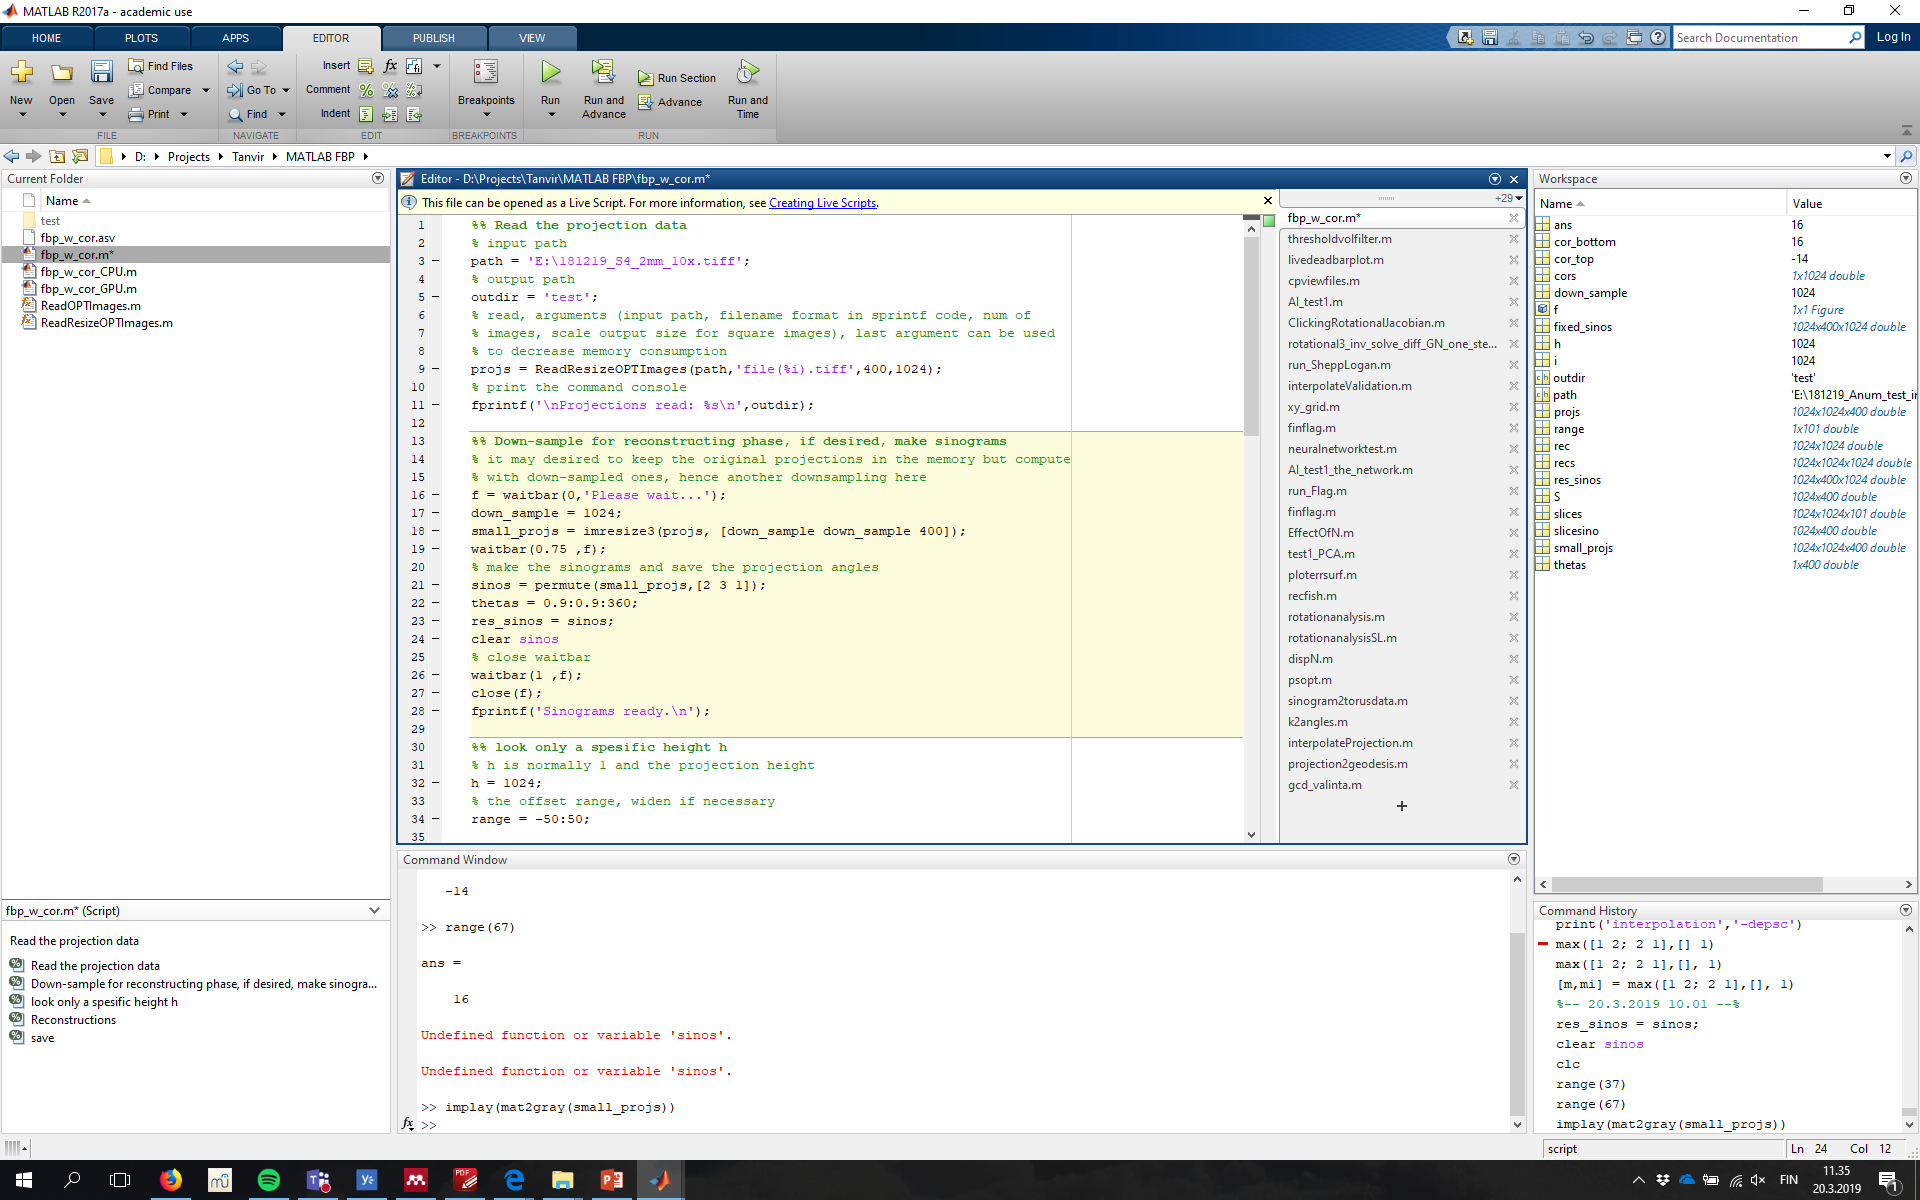 MATLAB R2017a - academic use
HOME
PLOTS
APPS
EDITOR
PUBLISH
VIEW
Search Documentation
Log In
New
Open
Save
Find Files
Compare
Print
Go To
Find
Insert
fx
Comment
Indent
Breakpoints
Run
Run and Advance
Run Section
Advance
Run and Time
FILE
NAVIGATE
EDIT
BREAKPOINTS
RUN
D: Projects Tanvir MATLAB FBP
Current Folder
Name
test
fbp_w_cor.asv
fbp_w_cor.m*
fbp_w_cor_CPU.m
fbp_w_cor_GPU.m
ReadOPTImages.m
ReadResizeOPTImages.m
fbp_w_cor.m* (Script)
Read the projection data
Read the projection data
Down-sample for reconstructing phase, if desired, make sinogra...
look only a spesific height h
Reconstructions
save
Editor - D:\Projects\Tanvir\MATLAB FBP\fbp_w_cor.m*
This file can be opened as a Live Script. For more information, see Creating Live Scripts.
1 %% Read the projection data
2 % input path
3 path = 'E:\181219_S4_2mm_10x.tiff';
4 % output path
5 outdir = 'test';
6 % read, arguments (input path, filename format in sprintf code, num of
7 % images, scale output size for square images), last argument can be used
8 % to decrease memory consumption
9 projs = ReadResizeOPTImages(path,'file(%i).tiff',400,1024);
10 % print the command console
11 fprintf('\nProjections read: %s\n',outdir);
12
13 %% Down-sample for reconstructing phase, if desired, make sinograms
14 % it may desired to keep the original projections in the memory but compute
15 % with down-sampled ones, hence another downsampling here
16 f = waitbar(0,'Please wait...');
17 down_sample = 1024;
18 small_projs = imresize3(projs, [down_sample down_sample 400]);
19 waitbar(0.75 ,f);
20 % make the sinograms and save the projection angles
21 sinos = permute(small_projs,[2 3 1]);
22 thetas = 0.9:0.9:360;
23 res_sinos = sinos;
24 clear sinos
25 % close waitbar
26 waitbar(1 ,f);
27 close(f);
28 fprintf('Sinograms ready.\n');
29
30 %% look only a spesific height h
31 % h is normally 1 and the projection height
32 h = 1024;
33 % the offset range, widen if necessary
34 range = -50:50;
35
+29
fbp_w_cor.m*
thresholdvolfilter.m
livedeadbarplot.m
cpviewfiles.m
AI_test1.m
ClickingRotationalJacobian.m
rotational3_inv_solve_diff_GN_one_ste...
run_SheppLogan.m
interpolateValidation.m
xy_grid.m
finflag.m
neuralnetworktest.m
AI_test1_the_network.m
run_Flag.m
finflag.m
EffectOfN.m
test1_PCA.m
ploterrsurf.m
recfish.m
rotationanalysis.m
rotationanalysisSL.m
dispN.m
psopt.m
sinogram2torusdata.m
k2angles.m
interpolateProjection.m
projection2geodesis.m
gcd_valinta.m
Command Window
-14
>> range(67)
ans =
16
Undefined function or variable 'sinos'.
Undefined function or variable 'sinos'.
>> implay(mat2gray(small_projs))
fx >>
Workspace
Name Value
ans 16
cor_bottom 16
cor_top -14
cors 1x1024 double
down_sample 1024
f 1x1 Figure
fixed_sinos 1024x400x1024 double
h 1024
i 1024
outdir 'test'
path 'E:\181219_Anum_test_in
projs 1024x1024x400 double
range 1x101 double
rec 1024x1024 double
recs 1024x1024x1024 double
res_sinos 1024x400x1024 double
S 1024x400 double
slices 1024x1024x101 double
slicesino 1024x400 double
small_projs 1024x1024x400 double
thetas 1x400 double
Command History
print('interpolation','-depsc')
max([1 2; 2 1],[] 1)
max([1 2; 2 1],[], 1)
[m,mi] = max([1 2; 2 1],[], 1)
%-- 20.3.2019 10.01 --%
res_sinos = sinos;
clear sinos
clc
range(37)
range(67)
implay(mat2gray(small_projs))
script
Ln 24 Col 12
FIN
11.35
20.3.2019
1